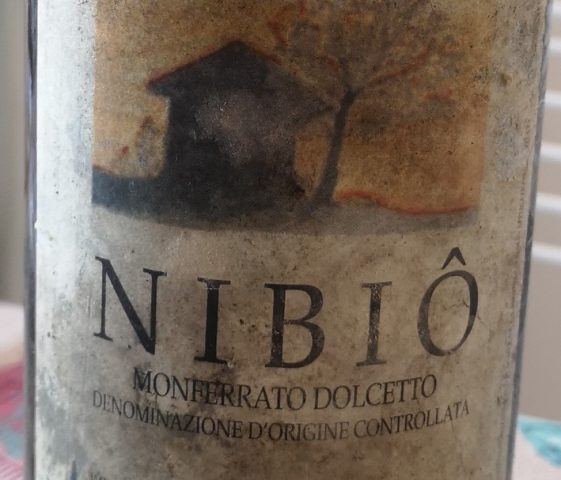 NIBIÔ
MONFERRATO DOLCETTO
DENOMINAZIONE D'ORIGINE CONTROLLATA